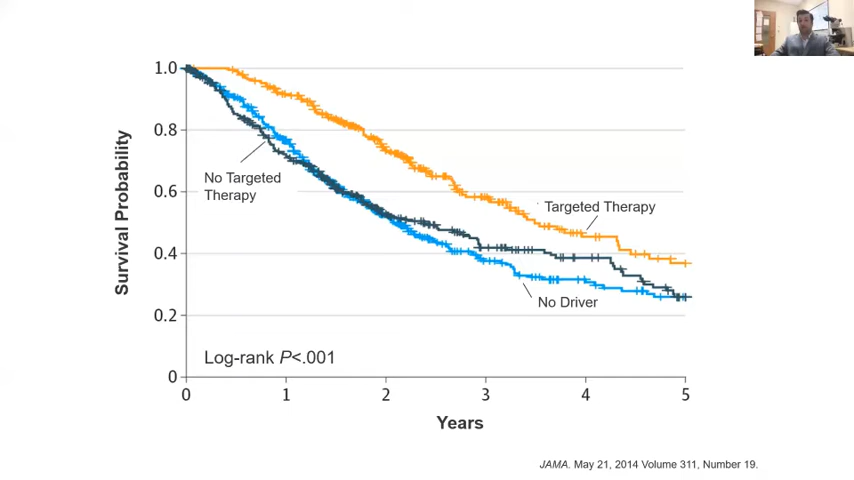 1.0
0.8
0.6
0.4
0.2
0
Survival Probability
No Targeted
Therapy
Targeted Therapy
No Driver
Log-rank P<.001
0 1 2 3 4 5
Years
JAMA. May 21, 2014 Volume 311, Number 19.